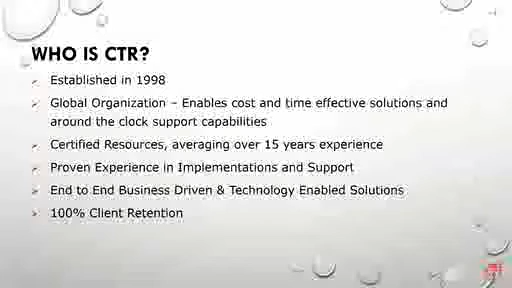 WHO IS CTR?
Established in 1998
Global Organization – Enables cost and time effective solutions and
around the clock support capabilities
Certified Resources, averaging over 15 years experience
Proven Experience in Implementations and Support
End to End Business Driven & Technology Enabled Solutions
100% Client Retention